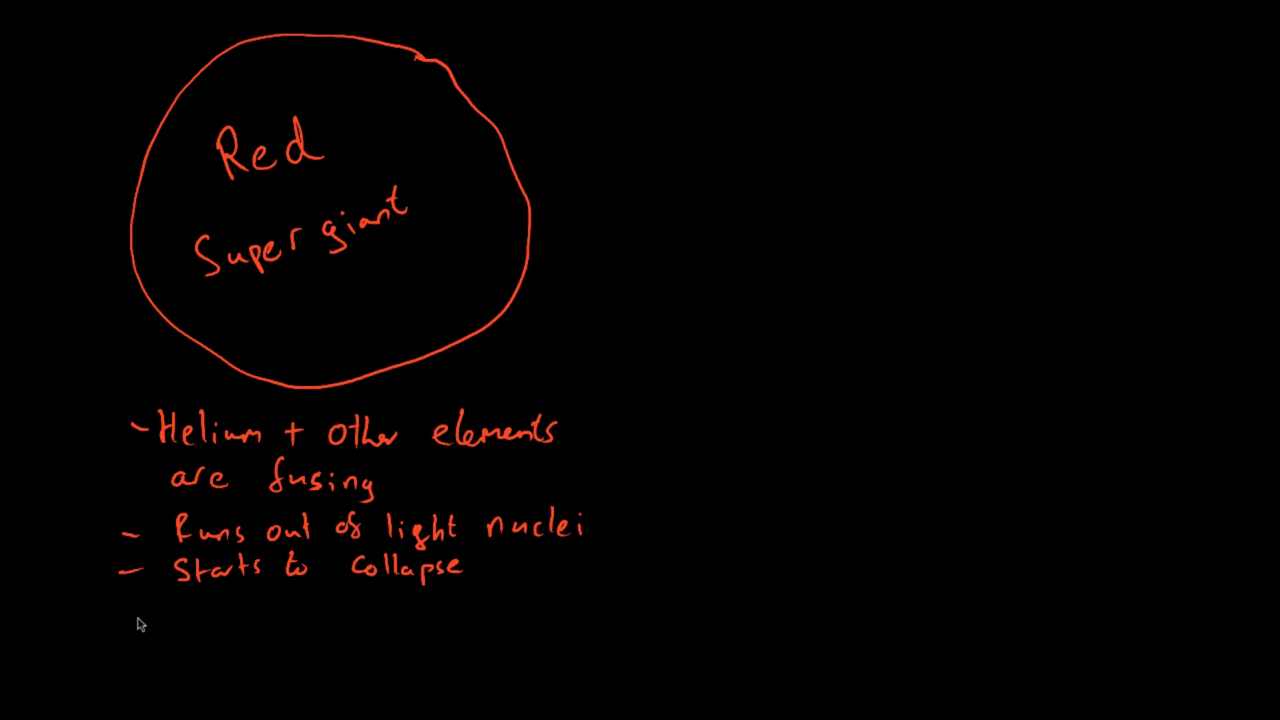 Red
Super giant
- Helium + other elements
are fusing
- Runs out of light nuclei
- Starts to collapse